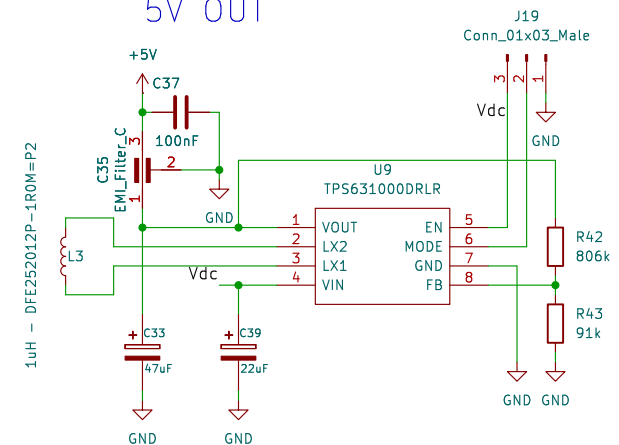 5V OUT
J19
Conn_01x03_Male
+5V
C37
100nF
3
2
1
Vdc
GND
C35
EMI_Filter_C
3
2
1
GND
1uH - DFE252012P-1R0M=P2
L3
U9
TPS631000DRLR
1 VOUT
2 LX2
3 LX1
4 VIN
EN 5
MODE 6
GND 7
FB 8
Vdc
R42
806k
R43
91k
+ C33
47uF
+ C39
22uF
GND
GND
GND
GND